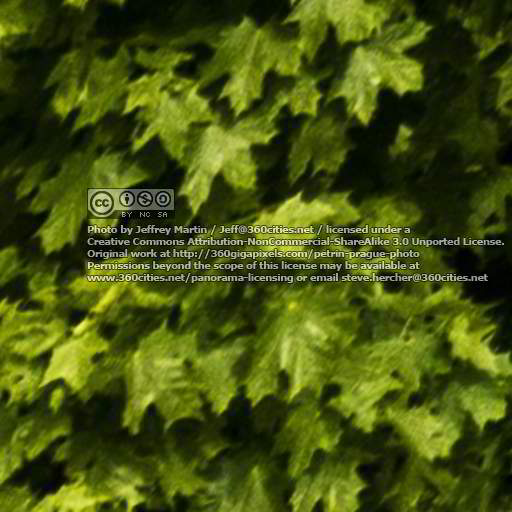 cc
BY NC SA
Photo by Jeffrey Martin / Jeff@360cities.net / licensed under a
Creative Commons Attribution-NonCommercial-ShareAlike 3.0 Unported License.
Original work at http://360gigapixels.com/petrin-prague-photo
Permissions beyond the scope of this license may be available at
www.360cities.net/panorama-licensing or email steve.hercher@360cities.net